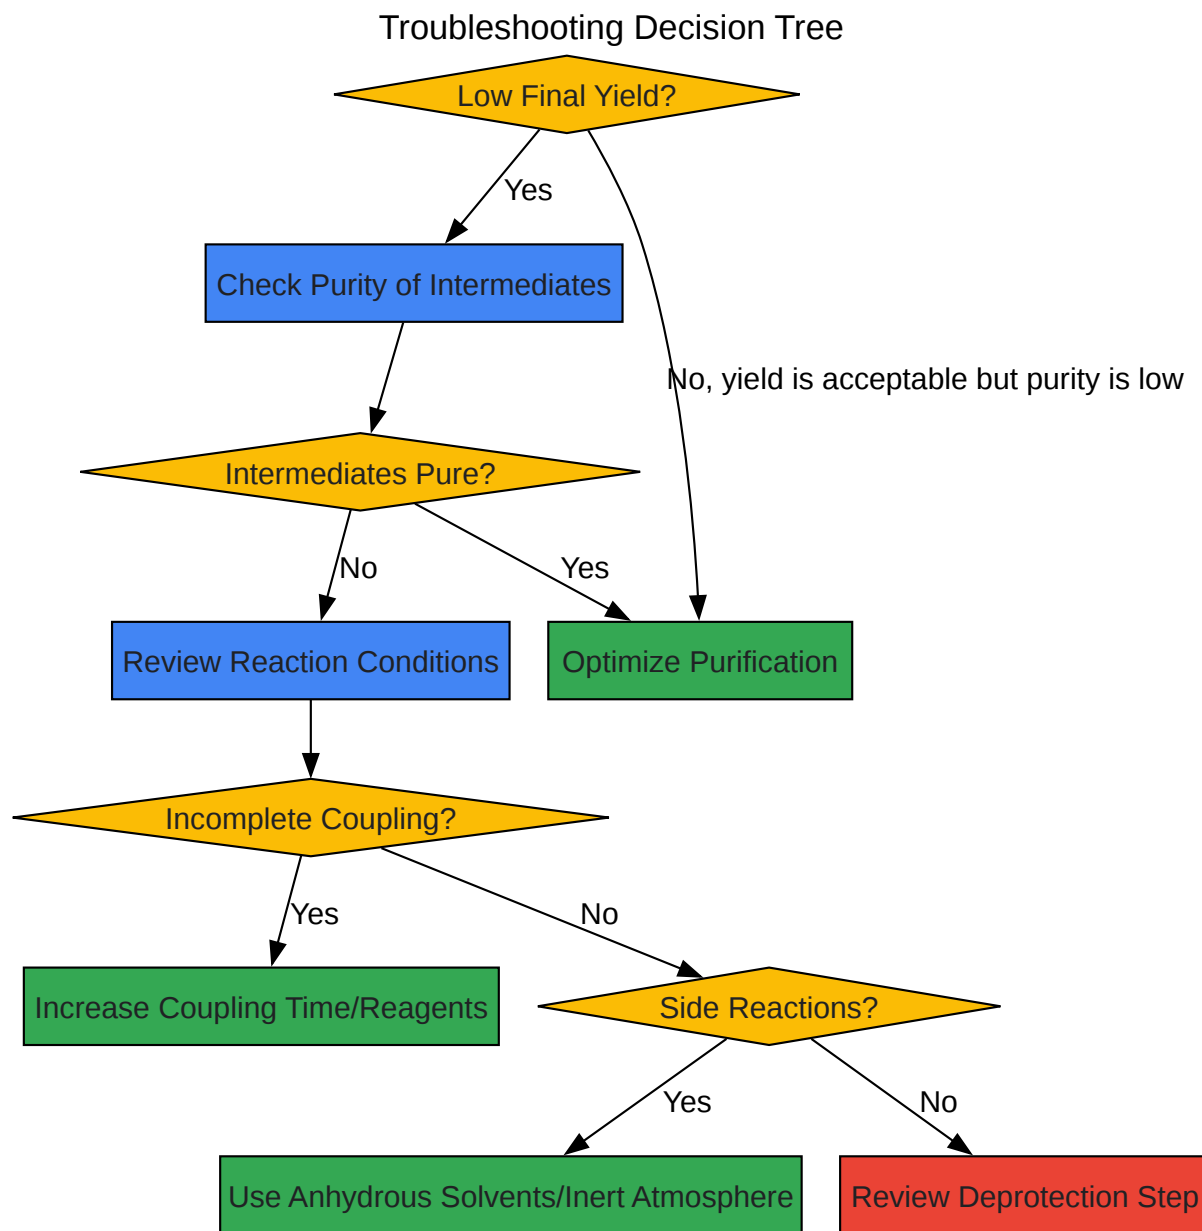 Troubleshooting Decision Tree
Low Final Yield?
Yes
Check Purity of Intermediates
No, yield is acceptable but purity is low
Intermediates Pure?
No
Yes
Review Reaction Conditions
Optimize Purification
Incomplete Coupling?
Yes
No
Increase Coupling Time/Reagents
Side Reactions?
Yes
No
Use Anhydrous Solvents/Inert Atmosphere
Review Deprotection Step